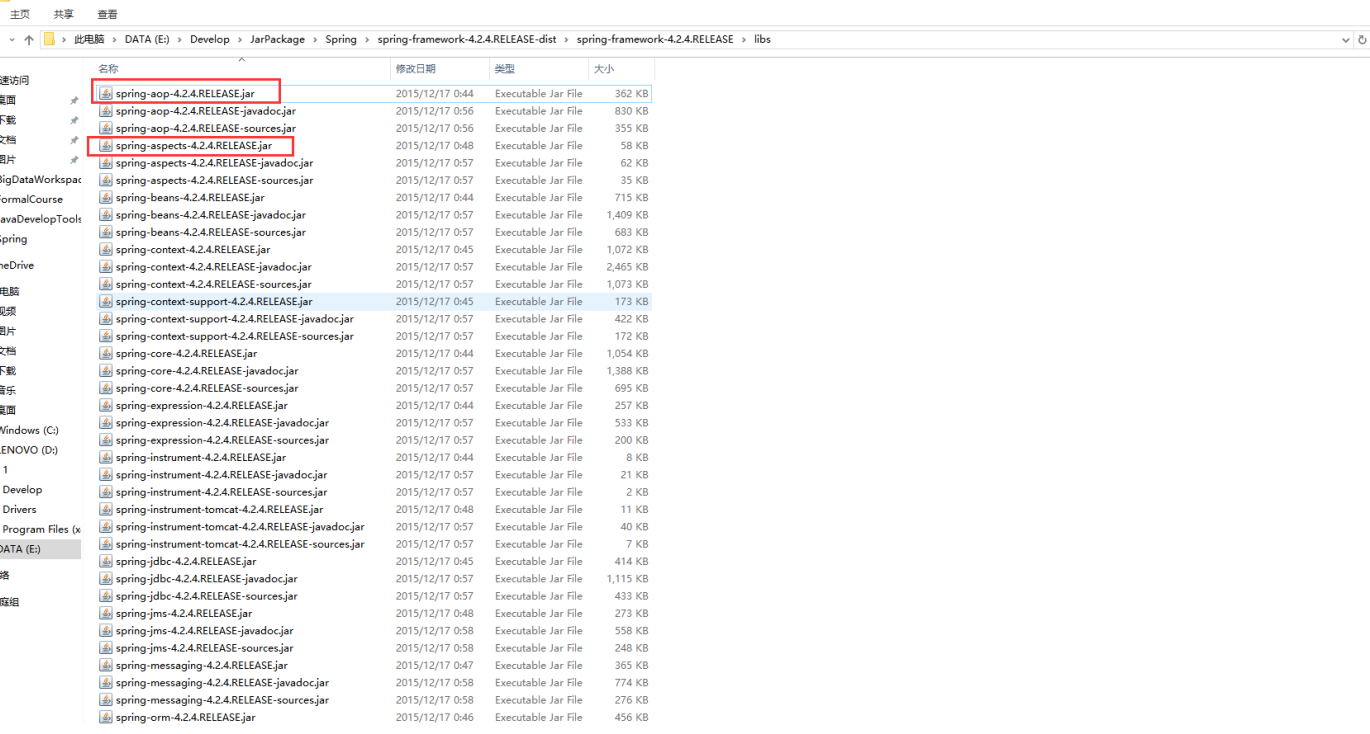 主页 共享 查看
此电脑 › DATA (E:) › Develop › JarPackage › Spring › spring-framework-4.2.4.RELEASE-dist › spring-framework-4.2.4.RELEASE › libs
名称 修改日期 类型 大小
spring-aop-4.2.4.RELEASE.jar 2015/12/17 0:44 Executable Jar File 362 KB
spring-aop-4.2.4.RELEASE-javadoc.jar 2015/12/17 0:56 Executable Jar File 830 KB
spring-aop-4.2.4.RELEASE-sources.jar 2015/12/17 0:56 Executable Jar File 355 KB
spring-aspects-4.2.4.RELEASE.jar 2015/12/17 0:48 Executable Jar File 58 KB
spring-aspects-4.2.4.RELEASE-javadoc.jar 2015/12/17 0:57 Executable Jar File 62 KB
spring-aspects-4.2.4.RELEASE-sources.jar 2015/12/17 0:57 Executable Jar File 35 KB
spring-beans-4.2.4.RELEASE.jar 2015/12/17 0:44 Executable Jar File 715 KB
spring-beans-4.2.4.RELEASE-javadoc.jar 2015/12/17 0:57 Executable Jar File 1,409 KB
spring-beans-4.2.4.RELEASE-sources.jar 2015/12/17 0:57 Executable Jar File 683 KB
spring-context-4.2.4.RELEASE.jar 2015/12/17 0:45 Executable Jar File 1,072 KB
spring-context-4.2.4.RELEASE-javadoc.jar 2015/12/17 0:57 Executable Jar File 2,465 KB
spring-context-4.2.4.RELEASE-sources.jar 2015/12/17 0:57 Executable Jar File 1,073 KB
spring-context-support-4.2.4.RELEASE.jar 2015/12/17 0:45 Executable Jar File 173 KB
spring-context-support-4.2.4.RELEASE-javadoc.jar 2015/12/17 0:57 Executable Jar File 422 KB
spring-context-support-4.2.4.RELEASE-sources.jar 2015/12/17 0:57 Executable Jar File 172 KB
spring-core-4.2.4.RELEASE.jar 2015/12/17 0:44 Executable Jar File 1,054 KB
spring-core-4.2.4.RELEASE-javadoc.jar 2015/12/17 0:57 Executable Jar File 1,388 KB
spring-core-4.2.4.RELEASE-sources.jar 2015/12/17 0:57 Executable Jar File 695 KB
spring-expression-4.2.4.RELEASE.jar 2015/12/17 0:44 Executable Jar File 257 KB
spring-expression-4.2.4.RELEASE-javadoc.jar 2015/12/17 0:57 Executable Jar File 533 KB
spring-expression-4.2.4.RELEASE-sources.jar 2015/12/17 0:57 Executable Jar File 200 KB
spring-instrument-4.2.4.RELEASE.jar 2015/12/17 0:44 Executable Jar File 8 KB
spring-instrument-4.2.4.RELEASE-javadoc.jar 2015/12/17 0:57 Executable Jar File 21 KB
spring-instrument-4.2.4.RELEASE-sources.jar 2015/12/17 0:57 Executable Jar File 2 KB
spring-instrument-tomcat-4.2.4.RELEASE.jar 2015/12/17 0:48 Executable Jar File 11 KB
spring-instrument-tomcat-4.2.4.RELEASE-javadoc.jar 2015/12/17 0:57 Executable Jar File 40 KB
spring-instrument-tomcat-4.2.4.RELEASE-sources.jar 2015/12/17 0:57 Executable Jar File 7 KB
spring-jdbc-4.2.4.RELEASE.jar 2015/12/17 0:45 Executable Jar File 414 KB
spring-jdbc-4.2.4.RELEASE-javadoc.jar 2015/12/17 0:57 Executable Jar File 1,115 KB
spring-jdbc-4.2.4.RELEASE-sources.jar 2015/12/17 0:57 Executable Jar File 433 KB
spring-jms-4.2.4.RELEASE.jar 2015/12/17 0:48 Executable Jar File 273 KB
spring-jms-4.2.4.RELEASE-javadoc.jar 2015/12/17 0:58 Executable Jar File 558 KB
spring-jms-4.2.4.RELEASE-sources.jar 2015/12/17 0:58 Executable Jar File 248 KB
spring-messaging-4.2.4.RELEASE.jar 2015/12/17 0:47 Executable Jar File 365 KB
spring-messaging-4.2.4.RELEASE-javadoc.jar 2015/12/17 0:58 Executable Jar File 774 KB
spring-messaging-4.2.4.RELEASE-sources.jar 2015/12/17 0:58 Executable Jar File 276 KB
spring-orm-4.2.4.RELEASE.jar 2015/12/17 0:46 Executable Jar File 456 KB
速访问
桌面
下载
文档
图片
BigDataWorkspac
FormalCourse
JavaDevelopTools
Spring
neDrive
电脑
视频
图片
文档
下载
音乐
桌面
Windows (C:)
LENOVO (D:)
1
Develop
Drivers
Program Files (x
DATA (E:)
络
庭组